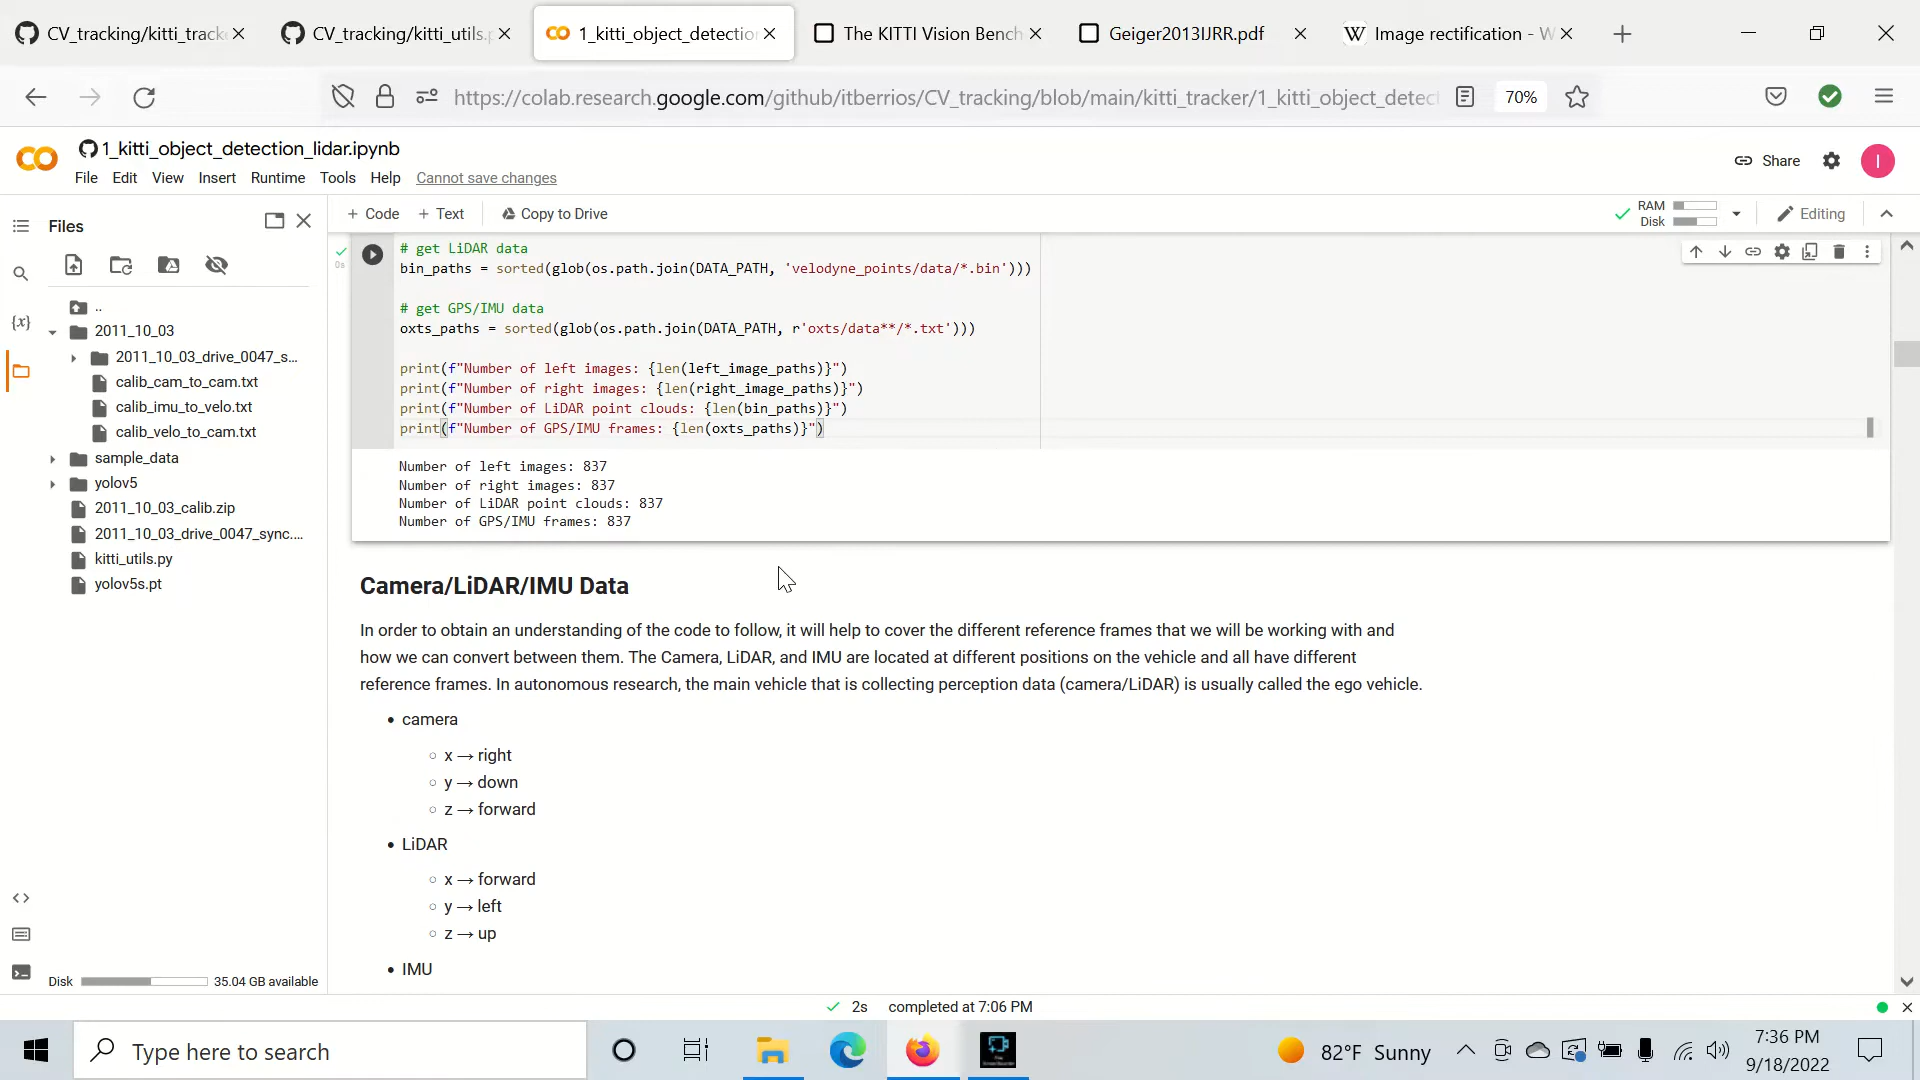 CV_tracking/kitti_track
CV_tracking/kitti_utils.p
1_kitti_object_detectio
The KITTI Vision Bench
Geiger2013IJRR.pdf
Image rectification - W
https://colab.research.google.com/github/itberrios/CV_tracking/blob/main/kitti_tracker/1_kitti_object_detect
70%
1_kitti_object_detection_lidar.ipynb
File Edit View Insert Runtime Tools Help Cannot save changes
Share
I
Files
+ Code + Text Copy to Drive
RAM
Disk
Editing
..
2011_10_03
2011_10_03_drive_0047_s...
calib_cam_to_cam.txt
calib_imu_to_velo.txt
calib_velo_to_cam.txt
sample_data
yolov5
2011_10_03_calib.zip
2011_10_03_drive_0047_sync....
kitti_utils.py
yolov5s.pt
{x}
Disk 35.04 GB available
0s
# get LiDAR data
bin_paths = sorted(glob(os.path.join(DATA_PATH, 'velodyne_points/data/*.bin')))
# get GPS/IMU data
oxts_paths = sorted(glob(os.path.join(DATA_PATH, r'oxts/data**/*.txt')))
print(f"Number of left images: {len(left_image_paths)}")
print(f"Number of right images: {len(right_image_paths)}")
print(f"Number of LiDAR point clouds: {len(bin_paths)}")
print(f"Number of GPS/IMU frames: {len(oxts_paths)}")
Number of left images: 837
Number of right images: 837
Number of LiDAR point clouds: 837
Number of GPS/IMU frames: 837
Camera/LiDAR/IMU Data
In order to obtain an understanding of the code to follow, it will help to cover the different reference frames that we will be working with and
how we can convert between them. The Camera, LiDAR, and IMU are located at different positions on the vehicle and all have different
reference frames. In autonomous research, the main vehicle that is collecting perception data (camera/LiDAR) is usually called the ego vehicle.
• camera
○ x → right
○ y → down
○ z → forward
• LiDAR
○ x → forward
○ y → left
○ z → up
• IMU
2s completed at 7:06 PM
Type here to search
82°F Sunny
7:36 PM
9/18/2022